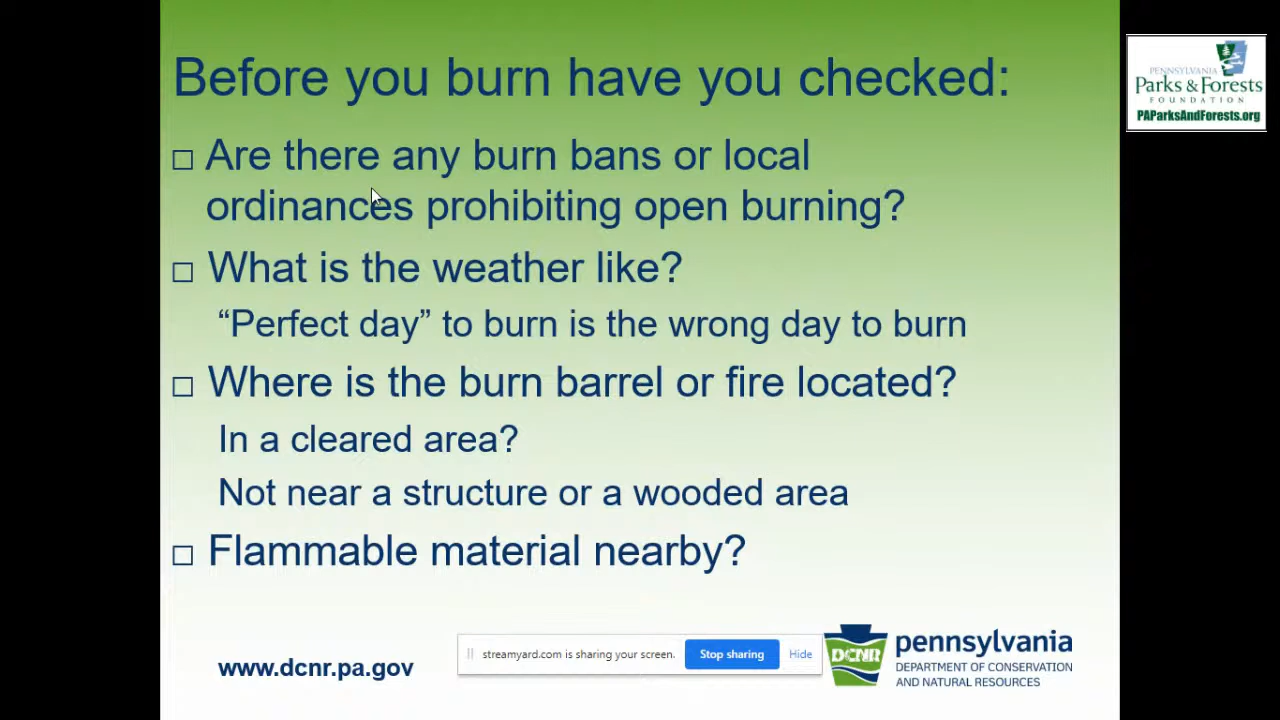 Before you burn have you checked:
Are there any burn bans or local
ordinances prohibiting open burning?
What is the weather like?
“Perfect day” to burn is the wrong day to burn
Where is the burn barrel or fire located?
In a cleared area?
Not near a structure or a wooded area
Flammable material nearby?
www.dcnr.pa.gov
streamyard.com is sharing your screen.
Stop sharing
Hide
DCNR
pennsylvania
DEPARTMENT OF CONSERVATION
AND NATURAL RESOURCES
PENNSYLVANIA
Parks & Forests
FOUNDATION
PAParksAndForests.org